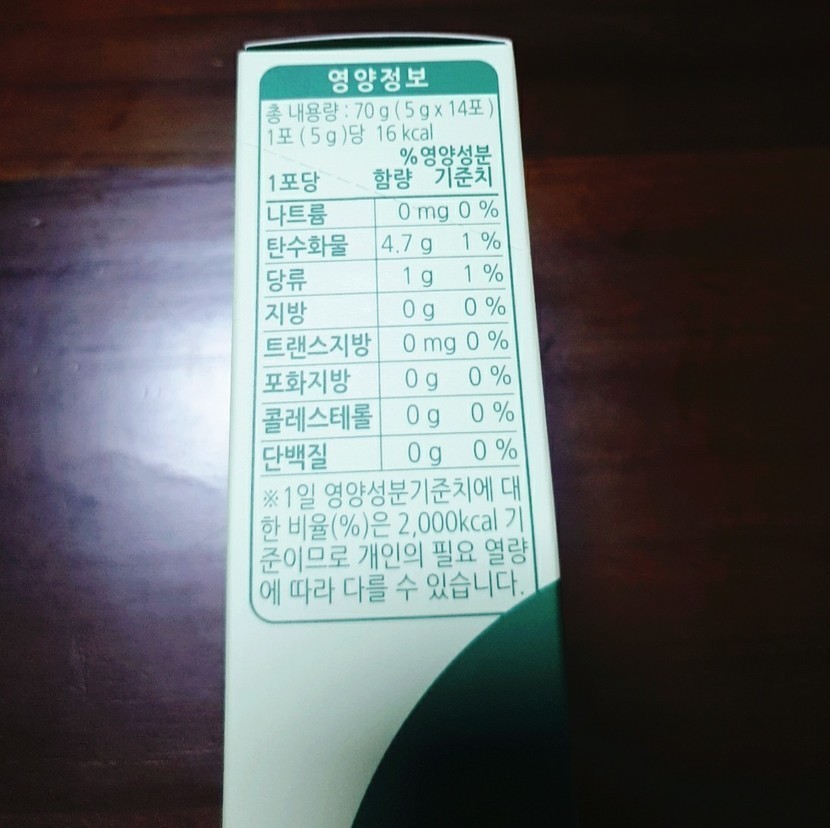 영양정보
총 내용량 : 70 g ( 5 g x 14포 )
1포 ( 5 g )당 16 kcal
%영양성분
1포당 함량 기준치
나트륨 0 mg 0 %
탄수화물 4.7 g 1 %
당류 1 g 1 %
지방 0 g 0 %
트랜스지방 0 mg 0 %
포화지방 0 g 0 %
콜레스테롤 0 g 0 %
단백질 0 g 0 %
※1일 영양성분기준치에 대
한 비율(%)은 2,000kcal 기
준이므로 개인의 필요 열량
에 따라 다를 수 있습니다.